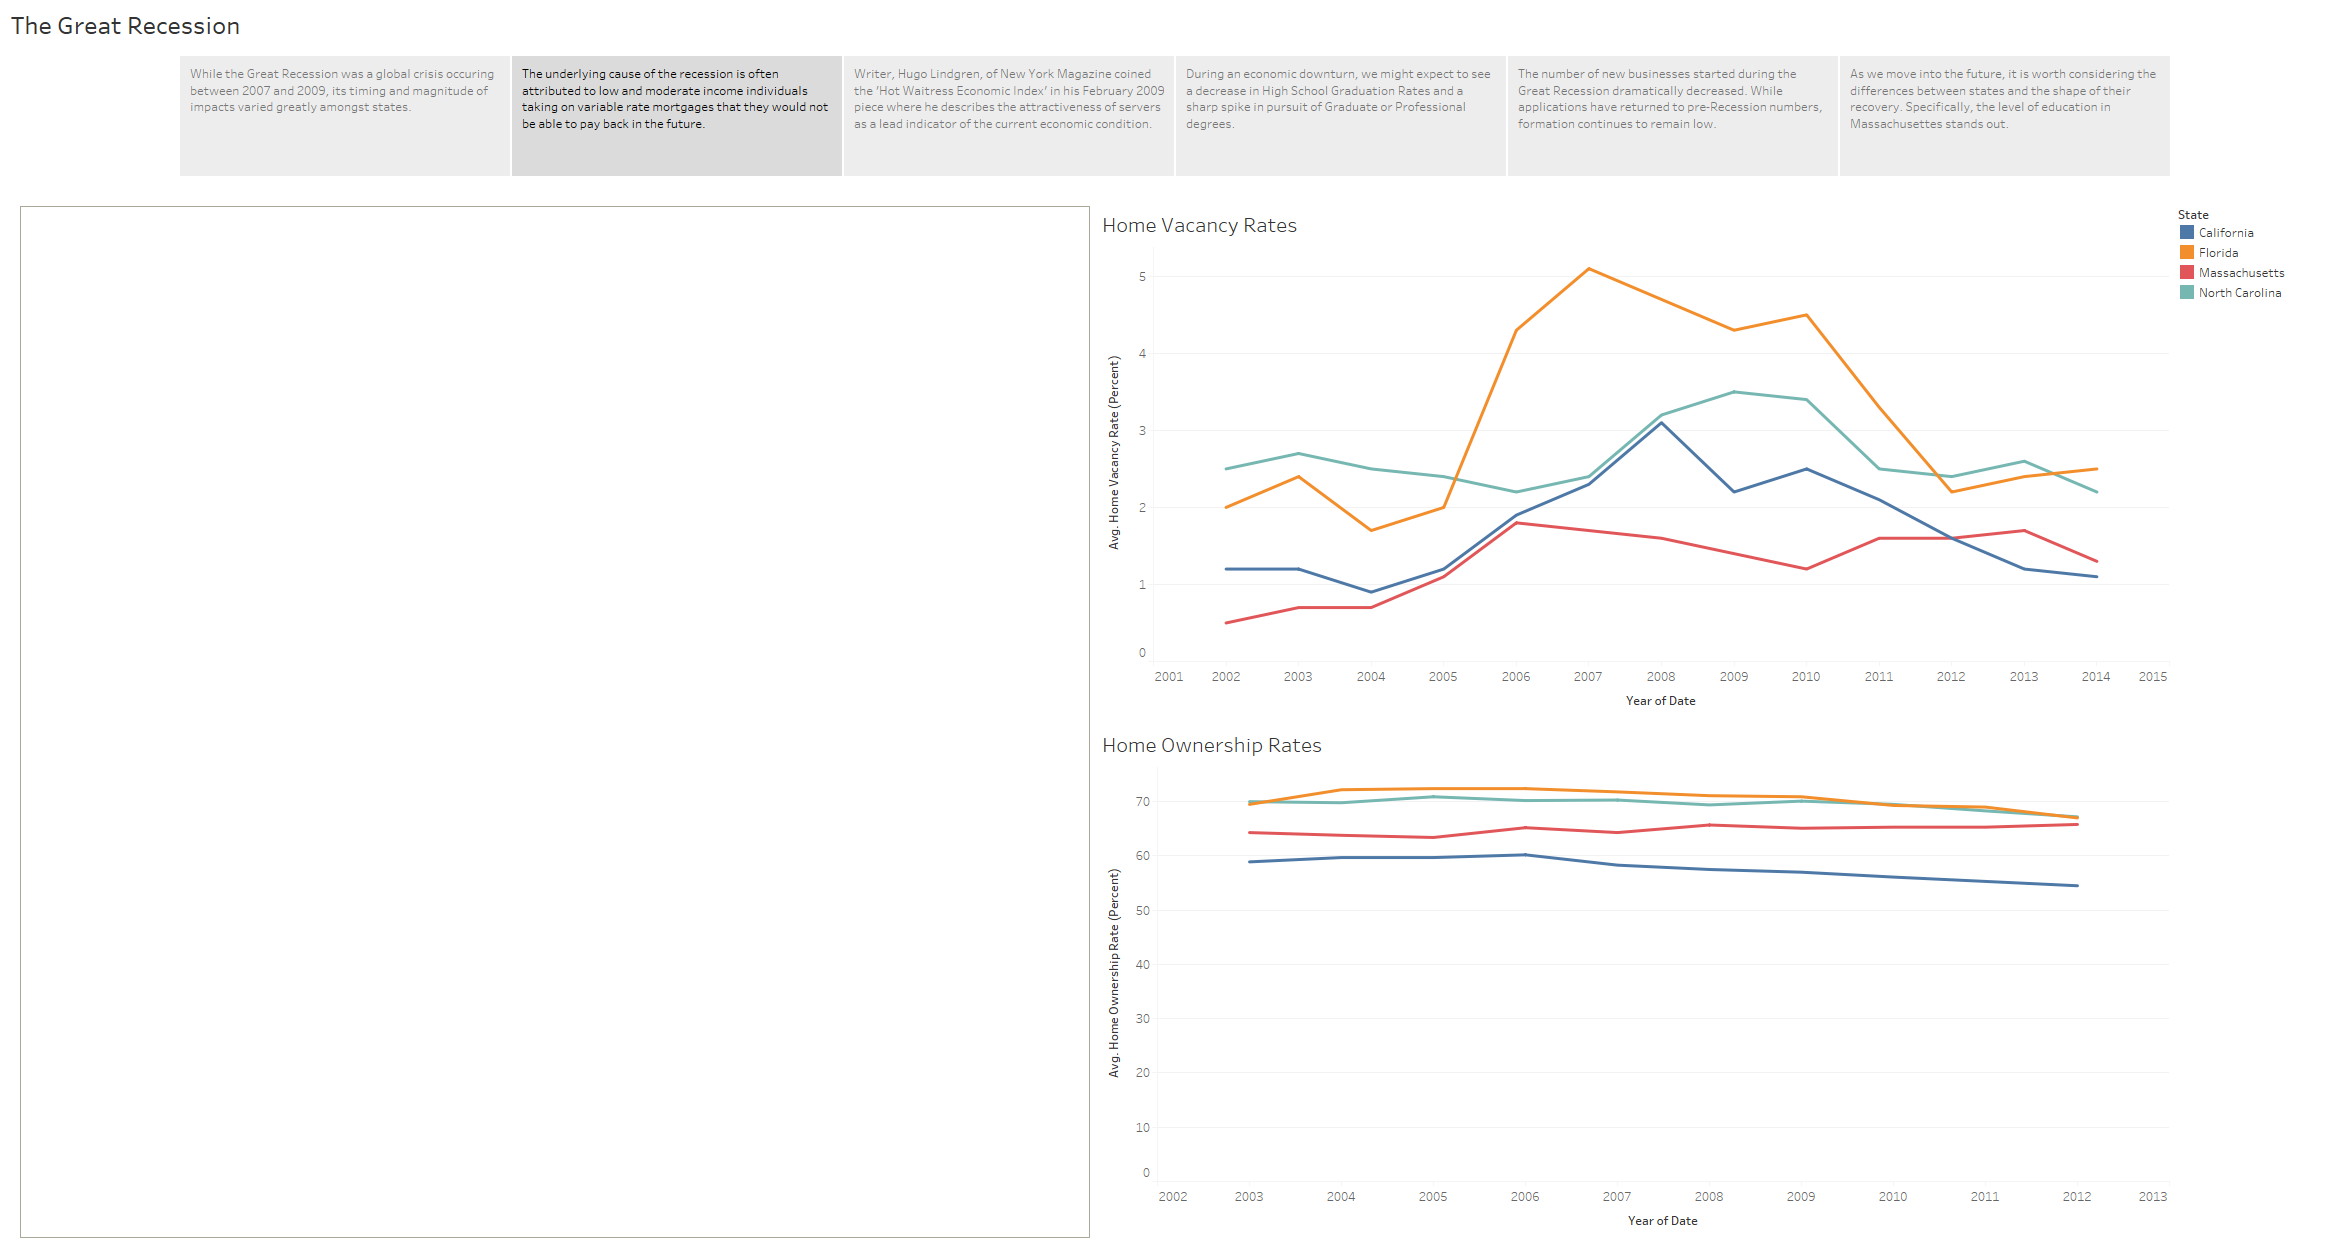 The Great Recession
While the Great Recession was a global crisis occuring
between 2007 and 2009, its timing and magnitude of
impacts varied greatly amongst states.
The underlying cause of the recession is often
attributed to low and moderate income individuals
taking on variable rate mortgages that they would not
be able to pay back in the future.
Writer, Hugo Lindgren, of New York Magazine coined
the 'Hot Waitress Economic Index' in his February 2009
piece where he describes the attractiveness of servers
as a lead indicator of the current economic condition.
During an economic downturn, we might expect to see
a decrease in High School Graduation Rates and a
sharp spike in pursuit of Graduate or Professional
degrees.
The number of new businesses started during the
Great Recession dramatically decreased. While
applications have returned to pre-Recession numbers,
formation continues to remain low.
As we move into the future, it is worth considering the
differences between states and the shape of their
recovery. Specifically, the level of education in
Massachusettes stands out.
Home Vacancy Rates
Avg. Home Vacancy Rate (Percent)
5
4
3
2
1
0
2001 2002 2003 2004 2005 2006 2007 2008 2009 2010 2011 2012 2013 2014 2015
Year of Date
State
California
Florida
Massachusetts
North Carolina
Home Ownership Rates
Avg. Home Ownership Rate (Percent)
70
60
50
40
30
20
10
0
2002 2003 2004 2005 2006 2007 2008 2009 2010 2011 2012 2013
Year of Date